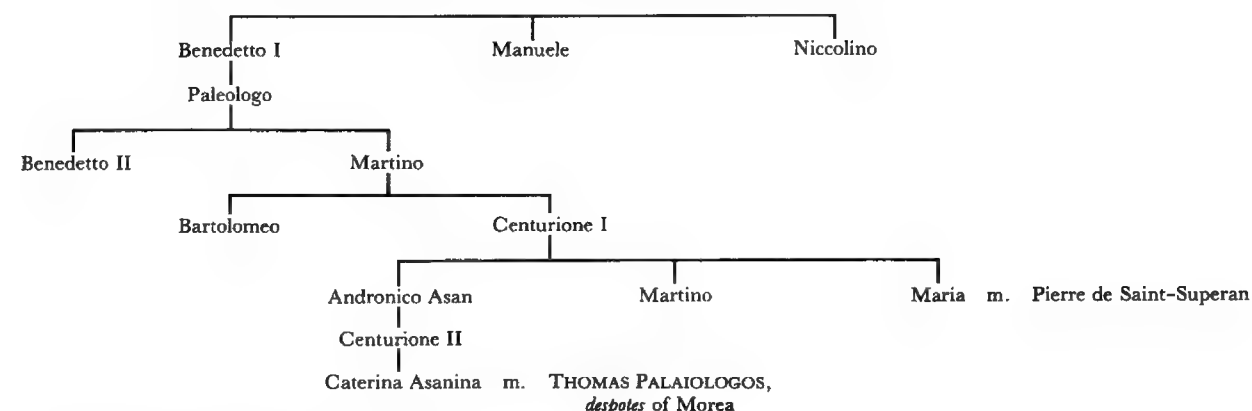 Benedetto I Manuele Niccolino
Paleologo
Benedetto II Martino
Bartolomeo Centurione I
Andronico Asan Martino Maria m. Pierre de Saint-Superan
Centurione II
Caterina Asanina m. THOMAS PALAIOLOGOS,
despotes of Morea